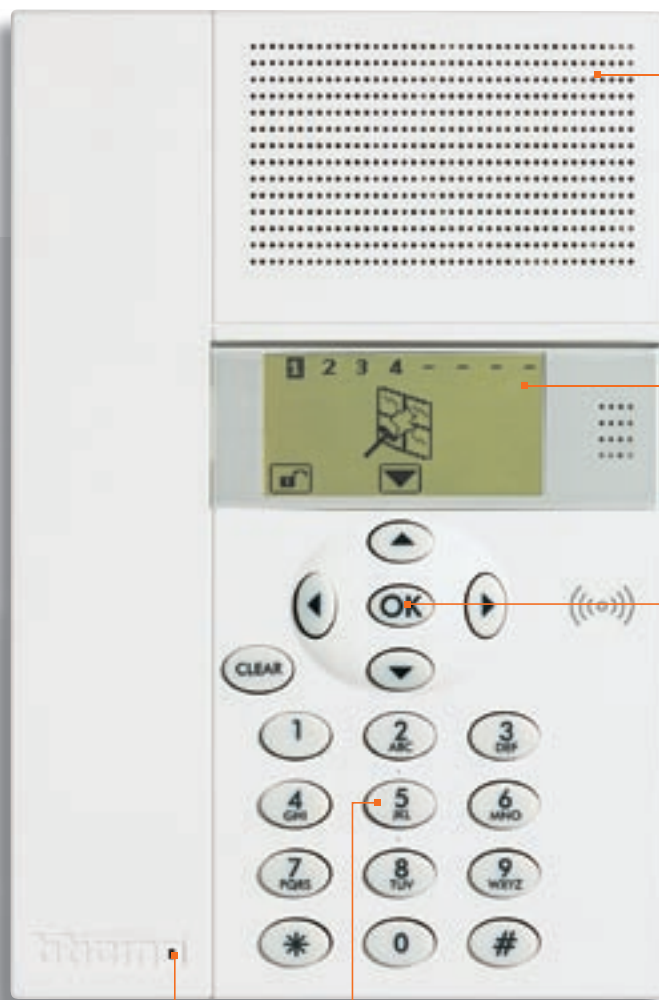 1 2 3 4 - - - -
OK
CLEAR
1 2 ABC 3 DEF
4 GHI 5 JKL 6 MNO
7 PQRS 8 TUV 9 WXYZ
* 0 #